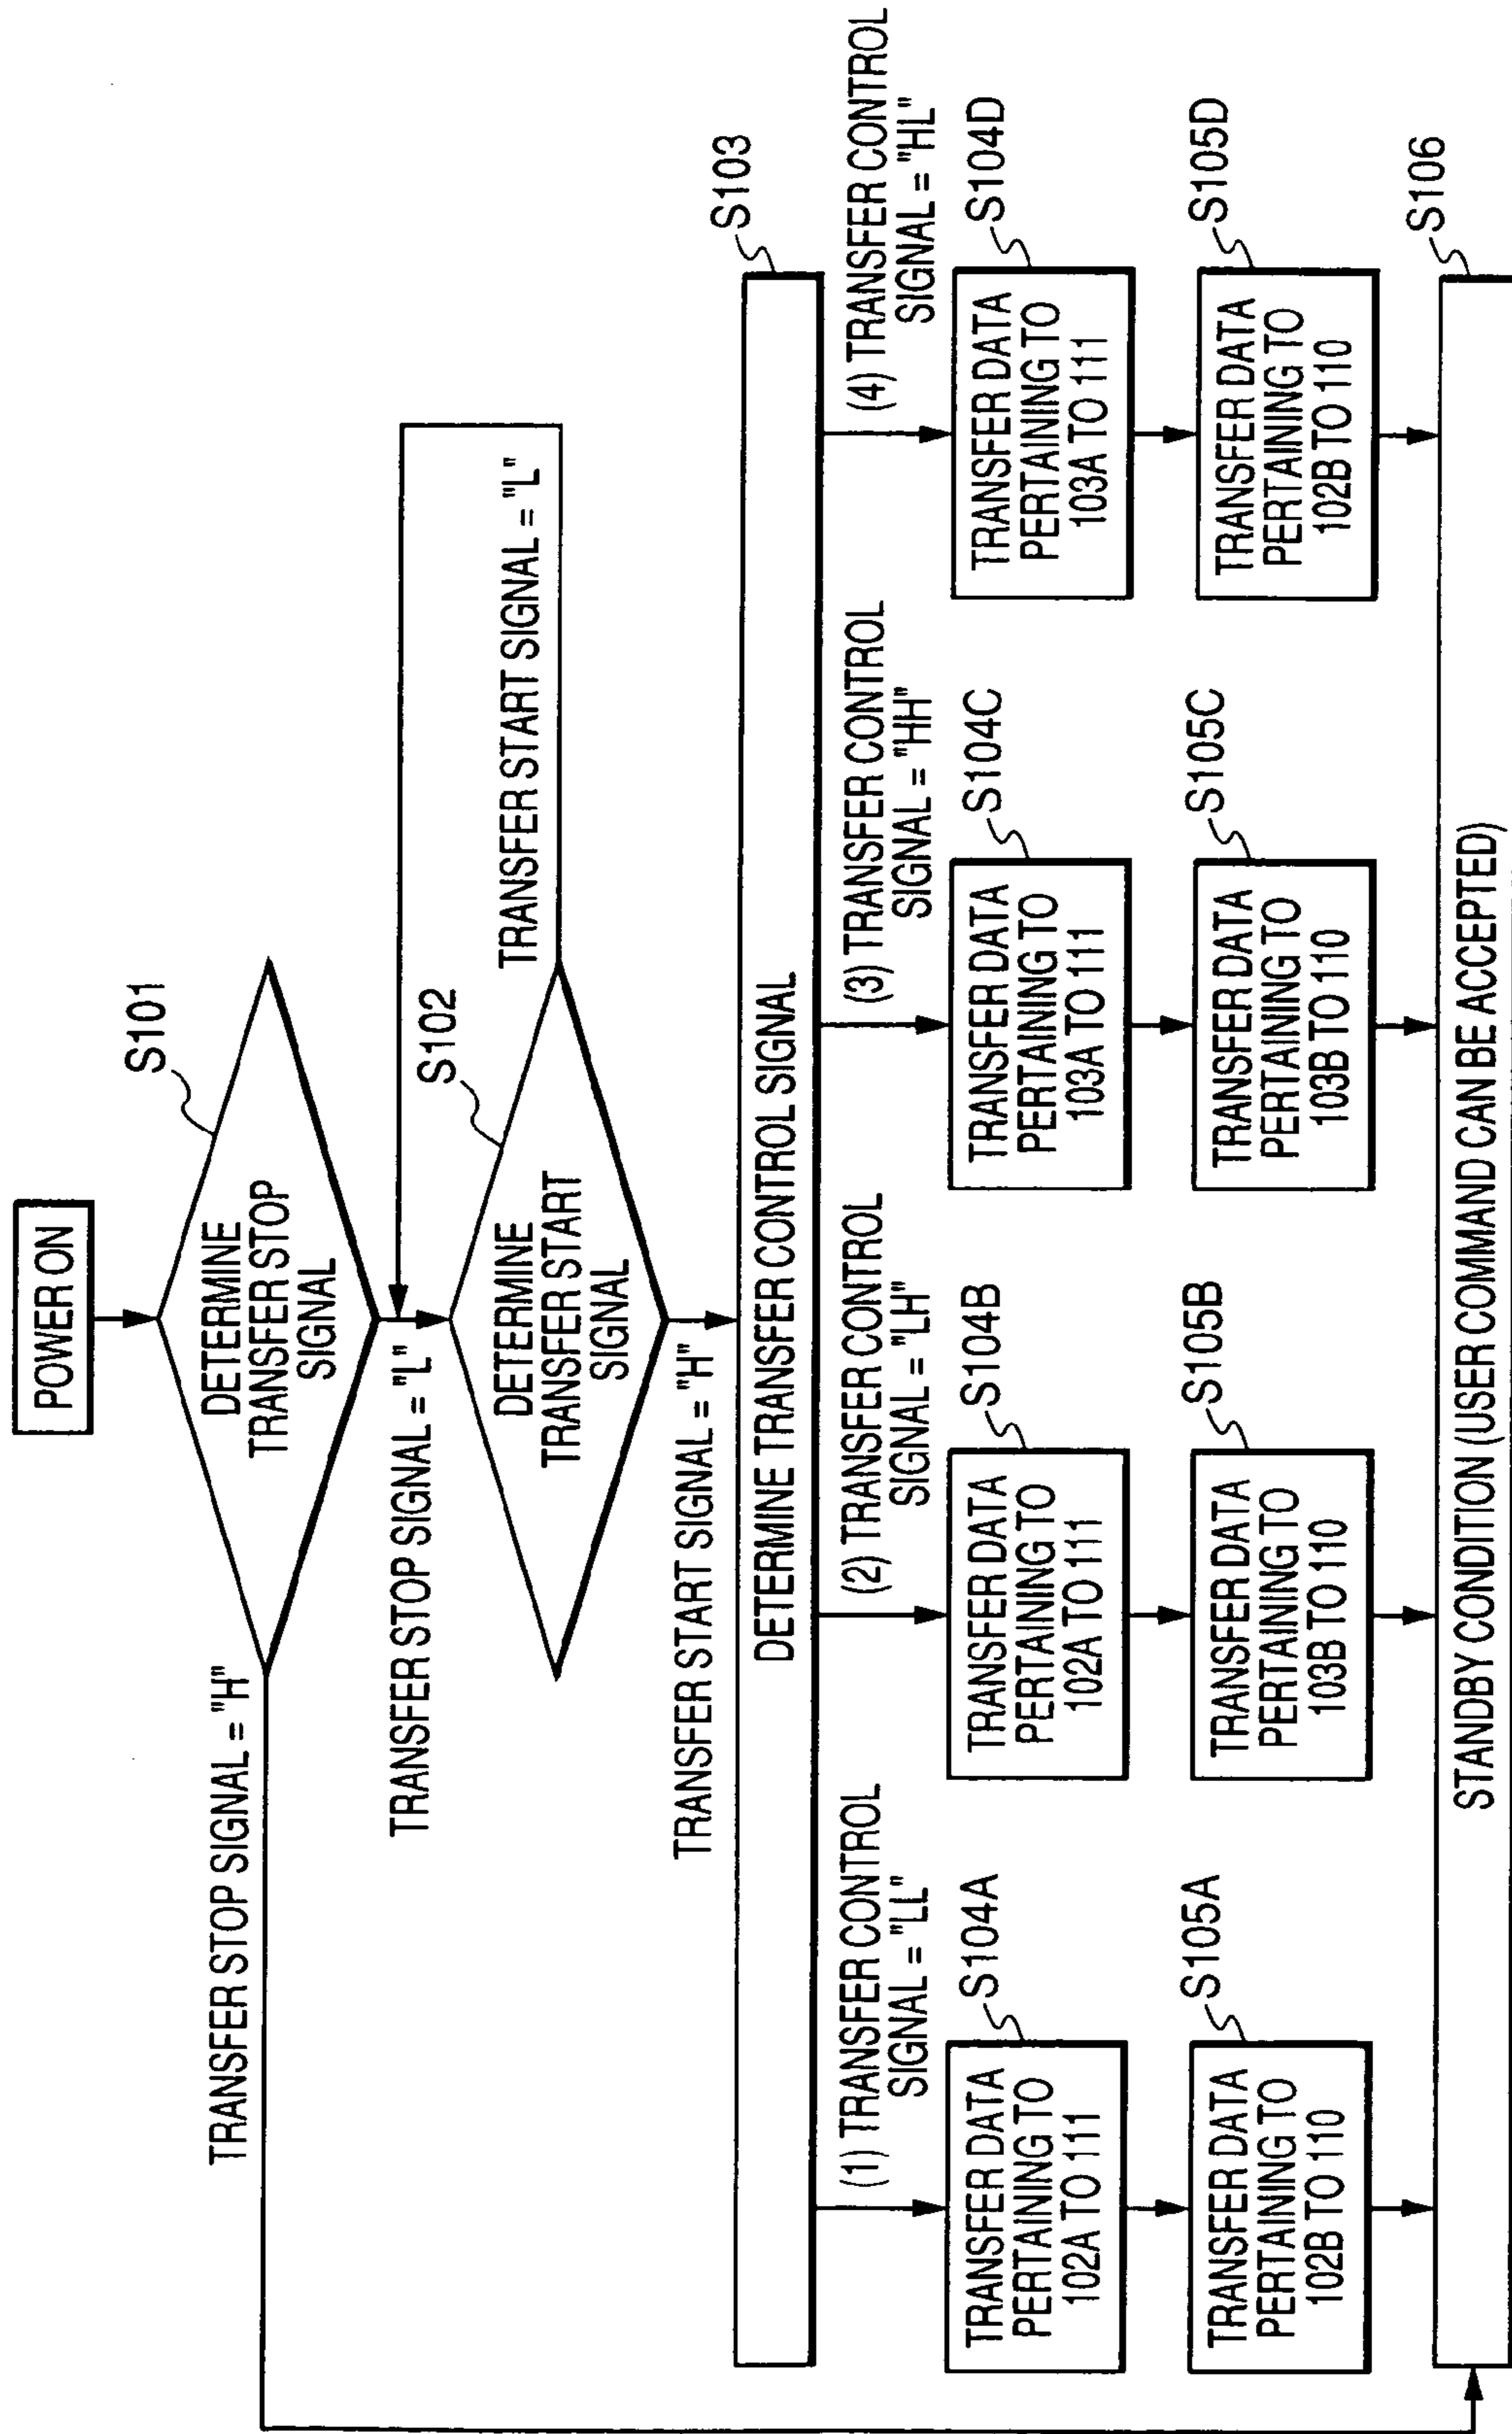 POWER ON
S101
DETERMINE
TRANSFER STOP
SIGNAL
TRANSFER STOP SIGNAL = "H"
TRANSFER STOP SIGNAL = "L"
S102
DETERMINE
TRANSFER START
SIGNAL
TRANSFER START SIGNAL = "L"
TRANSFER START SIGNAL = "H"
S103
DETERMINE TRANSFER CONTROL SIGNAL
(1) TRANSFER CONTROL
SIGNAL = "LL"
(2) TRANSFER CONTROL
SIGNAL = "LH"
(3) TRANSFER CONTROL
SIGNAL = "HH"
(4) TRANSFER CONTROL
SIGNAL = "HL"
S104A
TRANSFER DATA
PERTAINING TO
102A TO 111
S104B
TRANSFER DATA
PERTAINING TO
102A TO 111
S104C
TRANSFER DATA
PERTAINING TO
103A TO 111
S104D
TRANSFER DATA
PERTAINING TO
103A TO 111
S105A
TRANSFER DATA
PERTAINING TO
102B TO 110
S105B
TRANSFER DATA
PERTAINING TO
103B TO 110
S105C
TRANSFER DATA
PERTAINING TO
103B TO 110
S105D
TRANSFER DATA
PERTAINING TO
102B TO 110
S106
STANDBY CONDITION (USER COMMAND CAN BE ACCEPTED)